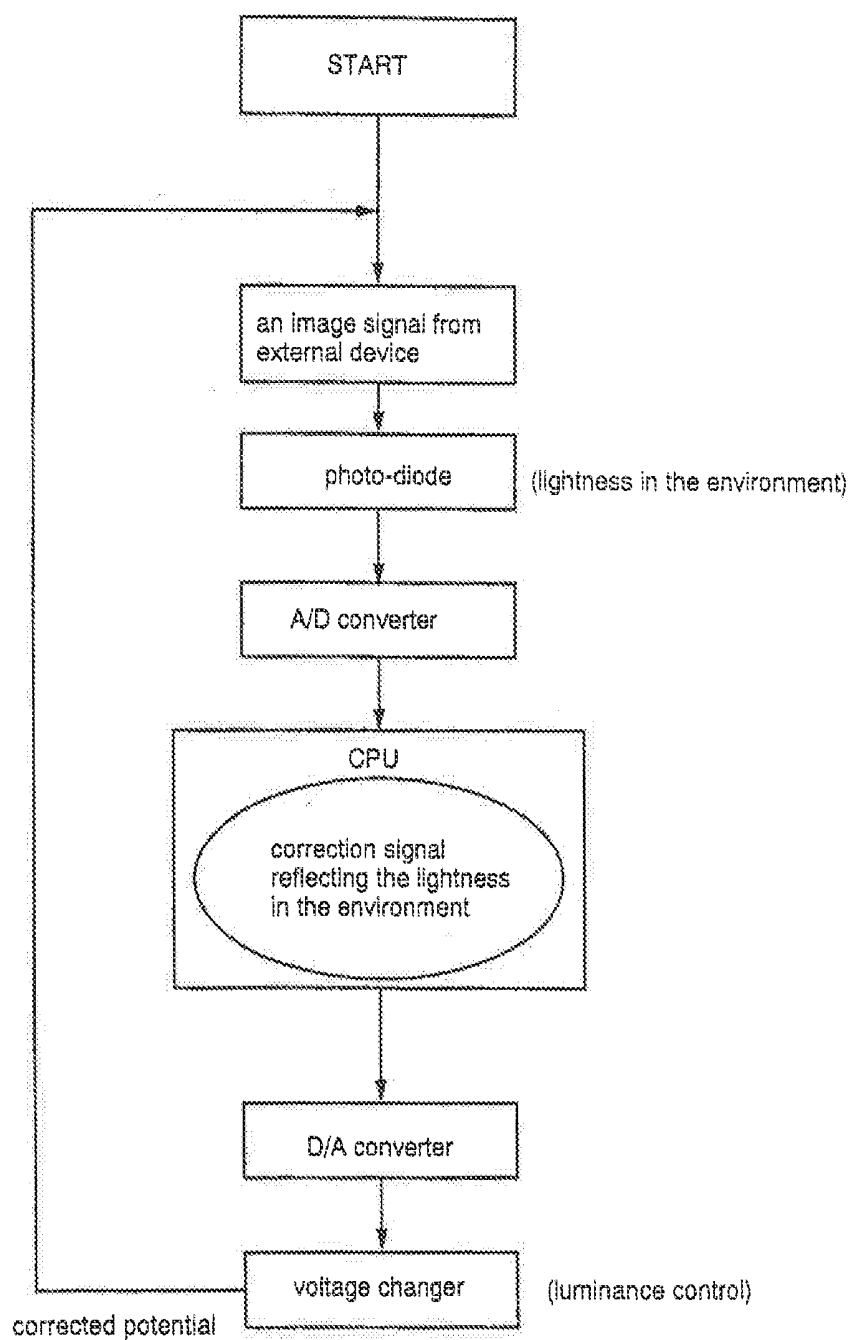 START
an image signal from
external device
photo-diode
(lightness in the environment)
A/D converter
CPU
correction signal
reflecting the lightness
in the environment
D/A converter
voltage changer
(luminance control)
corrected potential